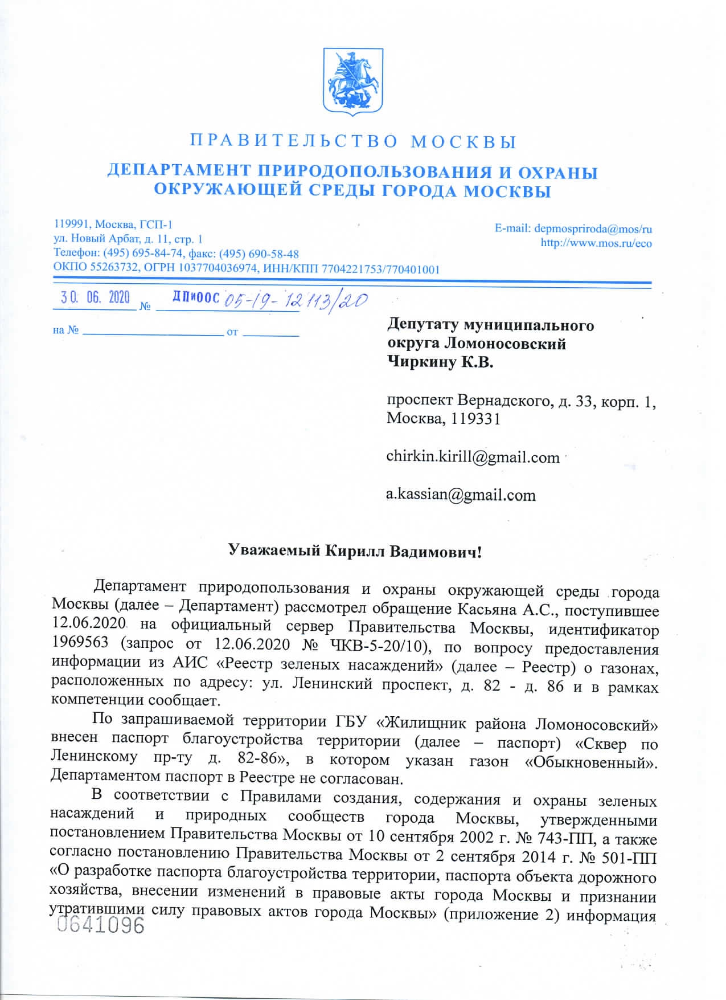 ПРАВИТЕЛЬСТВО МОСКВЫ
ДЕПАРТАМЕНТ ПРИРОДОПОЛЬЗОВАНИЯ И ОХРАНЫ
ОКРУЖАЮЩЕЙ СРЕДЫ ГОРОДА МОСКВЫ
119991, Москва, ГСП-1
ул. Новый Арбат, д. 11, стр. 1
Телефон: (495) 695-84-74, факс: (495) 690-58-48
ОКПО 55263732, ОГРН 1037704036974, ИНН/КПП 7704221753/770401001
E-mail: depmospriroda@mos/ru
http://www.mos.ru/eco
30. 06. 2020 № ДПиООС 05-19-12113/20
на № от
Депутату муниципального
округа Ломоносовский
Чиркину К.В.
проспект Вернадского, д. 33, корп. 1,
Москва, 119331
chirkin.kirill@gmail.com
a.kassian@gmail.com
Уважаемый Кирилл Вадимович!
Департамент природопользования и охраны окружающей среды города
Москвы (далее – Департамент) рассмотрел обращение Касьяна А.С., поступившее
12.06.2020 на официальный сервер Правительства Москвы, идентификатор
1969563 (запрос от 12.06.2020 № ЧКВ-5-20/10), по вопросу предоставления
информации из АИС «Реестр зеленых насаждений» (далее – Реестр) о газонах,
расположенных по адресу: ул. Ленинский проспект, д. 82 - д. 86 и в рамках
компетенции сообщает.
По запрашиваемой территории ГБУ «Жилищник района Ломоносовский»
внесен паспорт благоустройства территории (далее – паспорт) «Сквер по
Ленинскому пр-ту д. 82-86», в котором указан газон «Обыкновенный».
Департаментом паспорт в Реестре не согласован.
В соответствии с Правилами создания, содержания и охраны зеленых
насаждений и природных сообществ города Москвы, утвержденными
постановлением Правительства Москвы от 10 сентября 2002 г. № 743-ПП, а также
согласно постановлению Правительства Москвы от 2 сентября 2014 г. № 501-ПП
«О разработке паспорта благоустройства территории, паспорта объекта дорожного
хозяйства, внесении изменений в правовые акты города Москвы и признании
утратившими силу правовых актов города Москвы» (приложение 2) информация
0641096